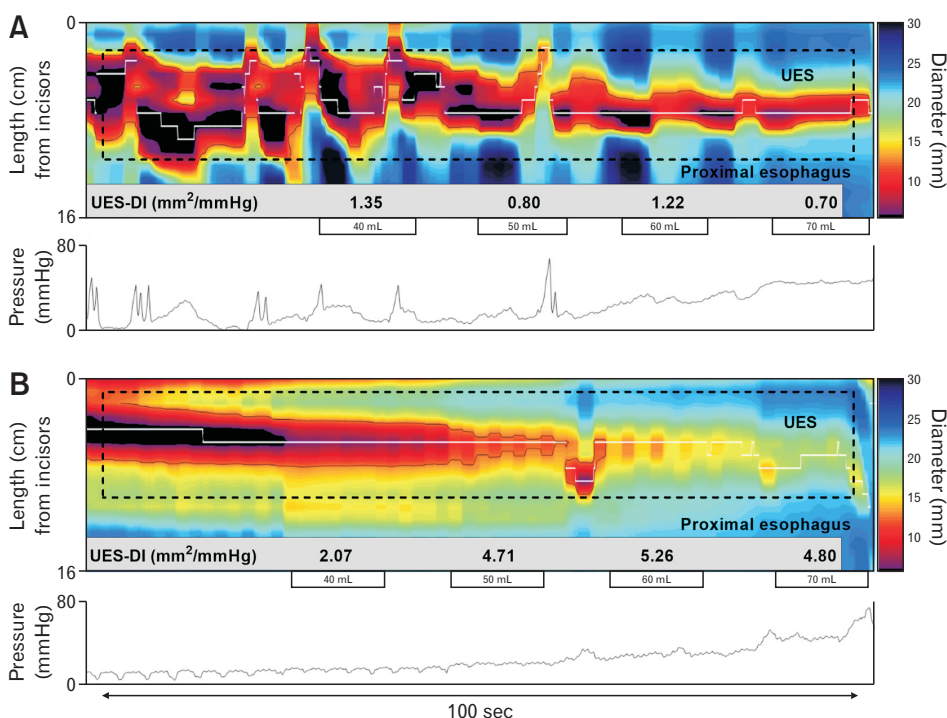 A
0
Length (cm)
from incisors
16
UES
Proximal esophagus
30
25
20
15
10
Diameter (mm)
UES-DI (mm²/mmHg) 1.35 0.80 1.22 0.70
40 mL 50 mL 60 mL 70 mL
80
Pressure
(mmHg)
0
B
0
Length (cm)
from incisors
16
UES
Proximal esophagus
30
25
20
15
10
Diameter (mm)
UES-DI (mm²/mmHg) 2.07 4.71 5.26 4.80
40 mL 50 mL 60 mL 70 mL
80
Pressure
(mmHg)
0
100 sec